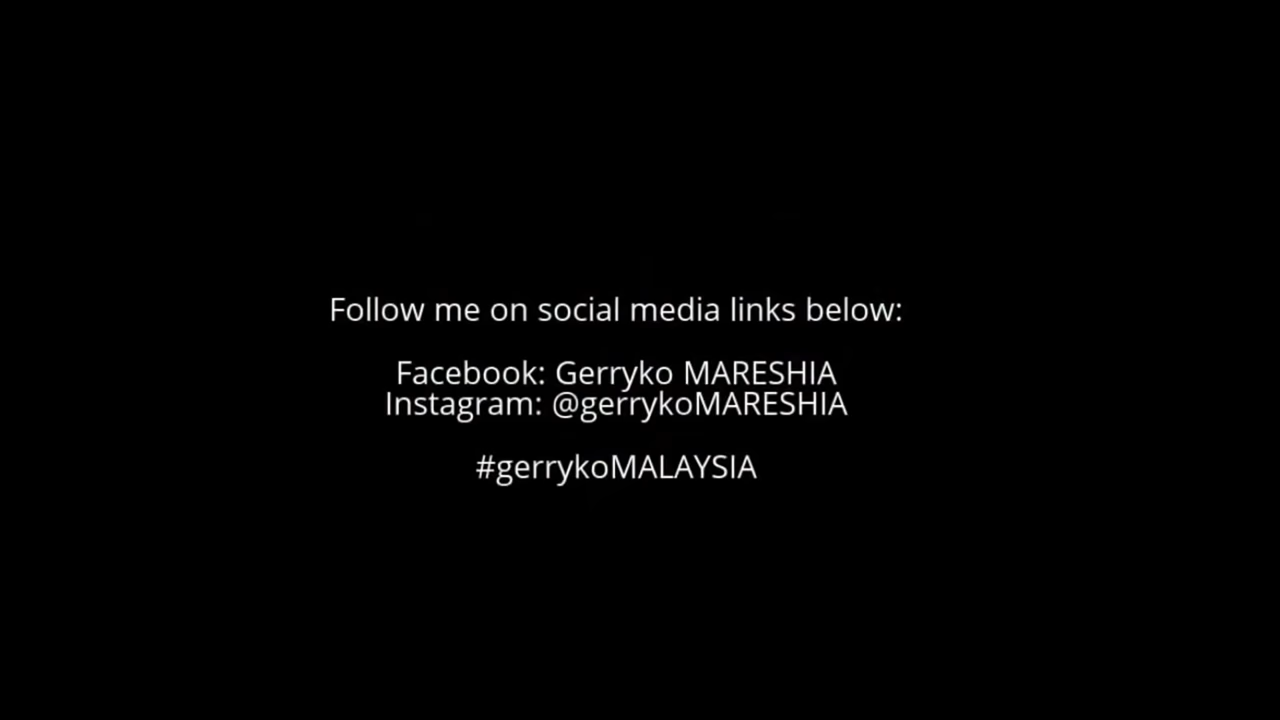 Follow me on social media links below:
Facebook: Gerryko MARESHIA
Instagram: @gerrykoMARESHIA
#gerrykoMALAYSIA